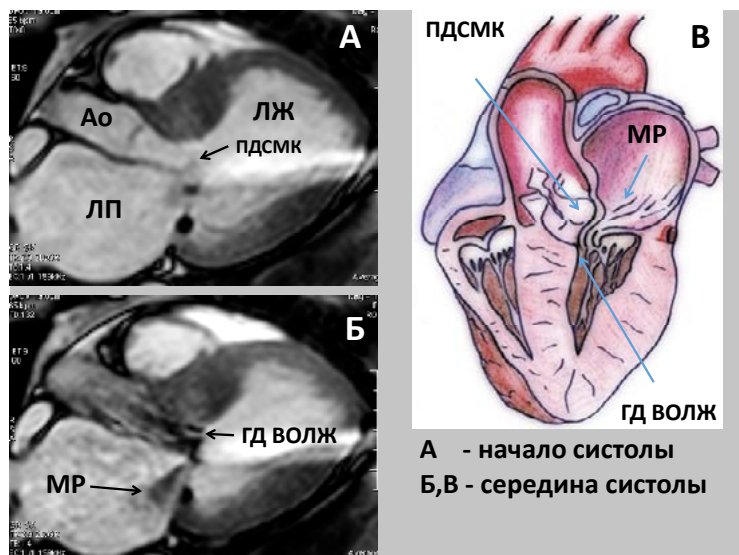 А
Ао
ЛЖ
ПДСМК
ЛП
Б
ГД ВОЛЖ
МР
ПДСМК
В
МР
ГД ВОЛЖ
А - начало систолы
Б,В - середина систолы